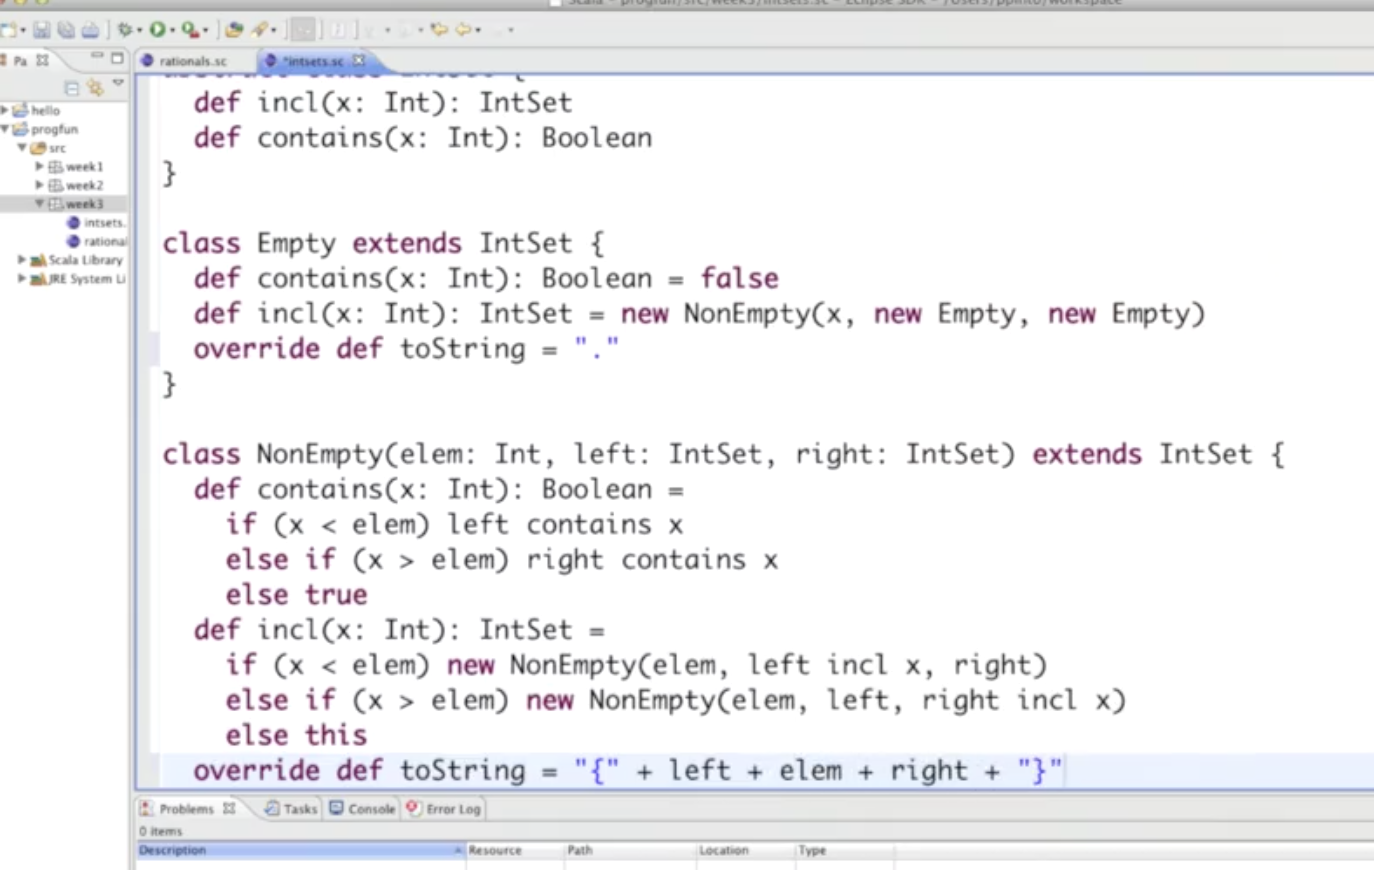 Scala - progfun/src/week3/intsets.sc - Eclipse SDK - /Users/ppinto/workspace
Pa
rationals.sc
*intsets.sc
hello
progfun
src
week1
week2
week3
intsets.
rational
Scala Library
JRE System Li
abstract class IntSet {
  def incl(x: Int): IntSet
  def contains(x: Int): Boolean
}
class Empty extends IntSet {
  def contains(x: Int): Boolean = false
  def incl(x: Int): IntSet = new NonEmpty(x, new Empty, new Empty)
  override def toString = "."
}
class NonEmpty(elem: Int, left: IntSet, right: IntSet) extends IntSet {
  def contains(x: Int): Boolean =
    if (x < elem) left contains x
    else if (x > elem) right contains x
    else true
  def incl(x: Int): IntSet =
    if (x < elem) new NonEmpty(elem, left incl x, right)
    else if (x > elem) new NonEmpty(elem, left, right incl x)
    else this
  override def toString = "{" + left + elem + right + "}"
Problems Tasks Console Error Log
0 items
Description Resource Path Location Type